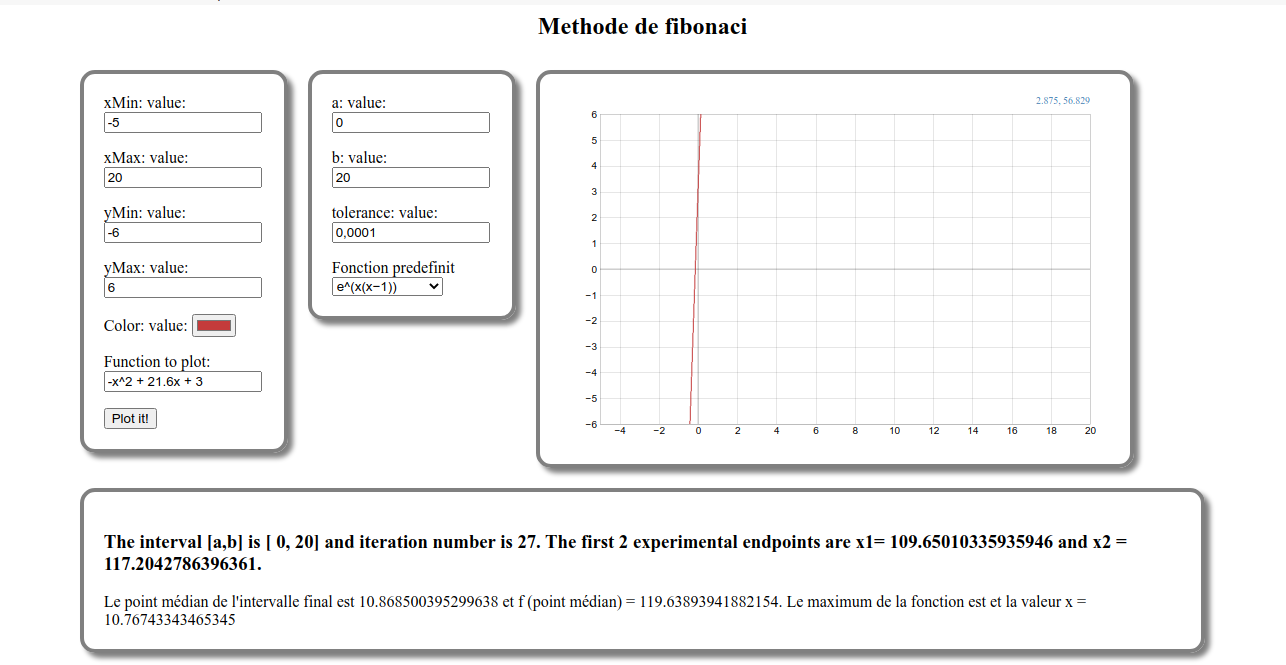 Methode de fibonaci
xMin: value:
-5
xMax: value:
20
yMin: value:
-6
yMax: value:
6
Color: value:
Function to plot:
-x^2 + 21.6x + 3
Plot it!
a: value:
0
b: value:
20
tolerance: value:
0,0001
Fonction predefinit
e^(x(x−1))
2.875, 56.829
6
5
4
3
2
1
0
−1
−2
−3
−4
−5
−6
−4 −2 0 2 4 6 8 10 12 14 16 18 20
The interval [a,b] is [ 0, 20] and iteration number is 27. The first 2 experimental endpoints are x1= 109.65010335935946 and x2 =
117.2042786396361.
Le point médian de l'intervalle final est 10.868500395299638 et f (point médian) = 119.63893941882154. Le maximum de la fonction est et la valeur x =
10.76743343465345